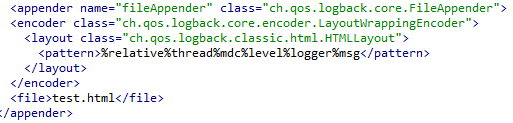 <appender name="fileAppender" class="ch.qos.logback.core.FileAppender">
<encoder class="ch.qos.logback.core.encoder.LayoutWrappingEncoder">
<layout class="ch.qos.logback.classic.html.HTMLLayout">
<pattern>%relative%thread%mdc%level%logger%msg</pattern>
</layout>
</encoder>
<file>test.html</file>
</appender>